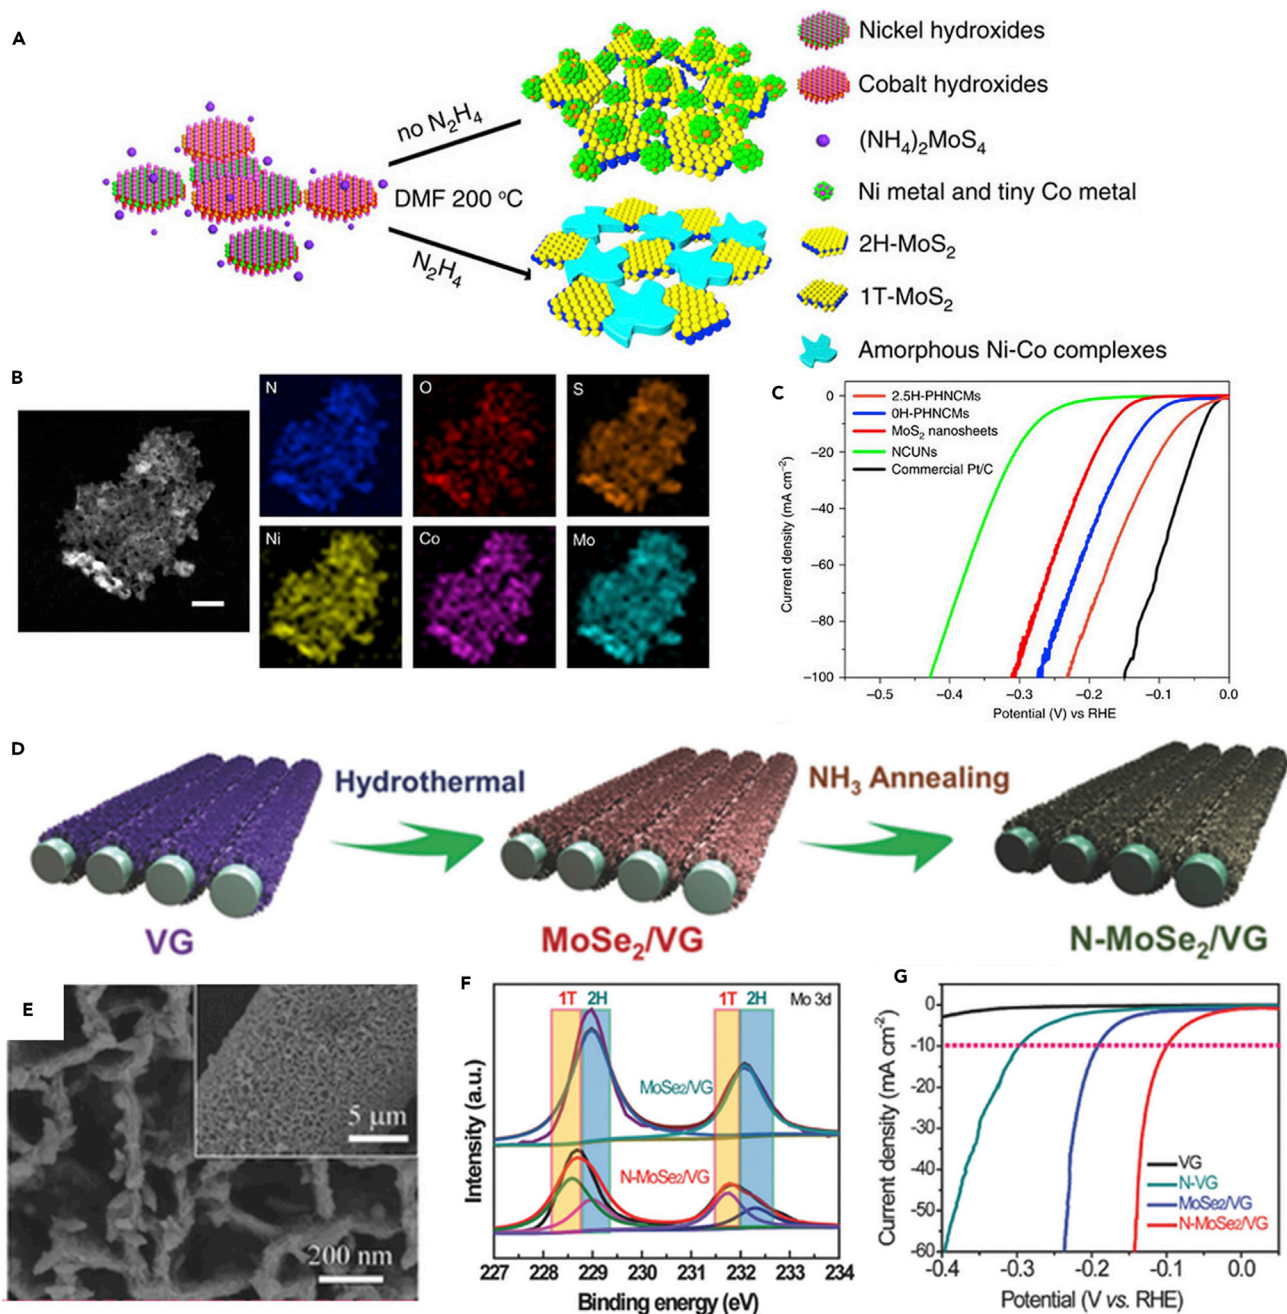 A
no N₂H₄
DMF 200 °C
N₂H₄
Nickel hydroxides
Cobalt hydroxides
(NH₄)₂MoS₄
Ni metal and tiny Co metal
2H-MoS₂
1T-MoS₂
Amorphous Ni-Co complexes
B
N
O
S
Ni
Co
Mo
C
2.5H-PHNCMs
0H-PHNCMs
MoS₂ nanosheets
NCUNs
Commercial Pt/C
Current density (mA cm⁻²)
0
−20
−40
−60
−80
−100
−0.5
−0.4
−0.3
−0.2
−0.1
0.0
Potential (V) vs RHE
D
Hydrothermal
NH₃ Annealing
VG
MoSe₂/VG
N-MoSe₂/VG
E
5 μm
200 nm
F
1T
2H
1T
2H
Mo 3d
MoSe₂/VG
N-MoSe₂/VG
Intensity (a.u.)
227
228
229
230
231
232
233
234
Binding energy (eV)
G
Current density (mA cm⁻²)
0
-10
-20
-30
-40
-50
-60
VG
N-VG
MoSe₂/VG
N-MoSe₂/VG
-0.4
-0.3
-0.2
-0.1
0.0
Potential (V vs. RHE)